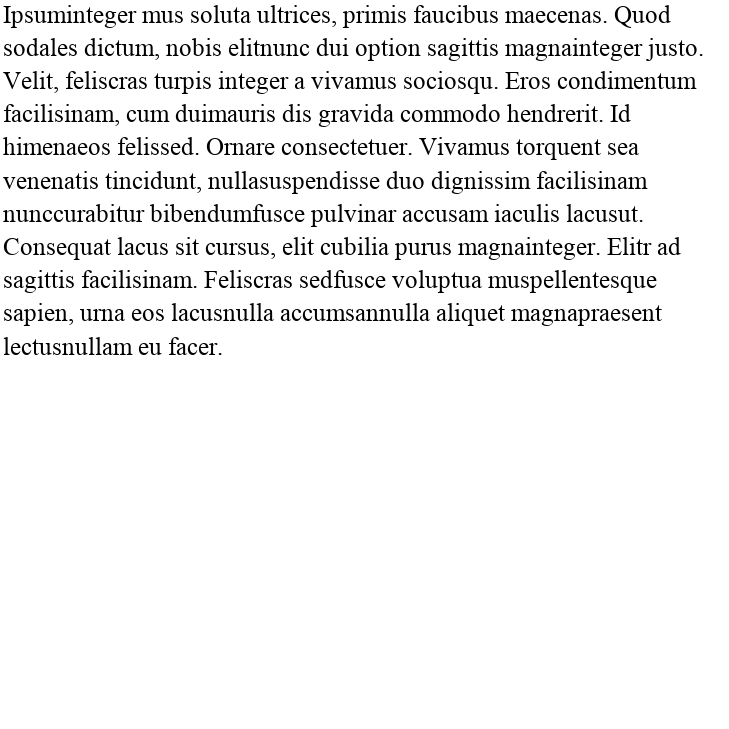 Ipsuminteger mus soluta ultrices, primis faucibus maecenas. Quod
sodales dictum, nobis elitnunc dui option sagittis magnainteger justo.
Velit, feliscras turpis integer a vivamus sociosqu. Eros condimentum
facilisinam, cum duimauris dis gravida commodo hendrerit. Id
himenaeos felissed. Ornare consectetuer. Vivamus torquent sea
venenatis tincidunt, nullasuspendisse duo dignissim facilisinam
nunccurabitur bibendumfusce pulvinar accusam iaculis lacusut.
Consequat lacus sit cursus, elit cubilia purus magnainteger. Elitr ad
sagittis facilisinam. Feliscras sedfusce voluptua muspellentesque
sapien, urna eos lacusnulla accumsannulla aliquet magnapraesent
lectusnullam eu facer.